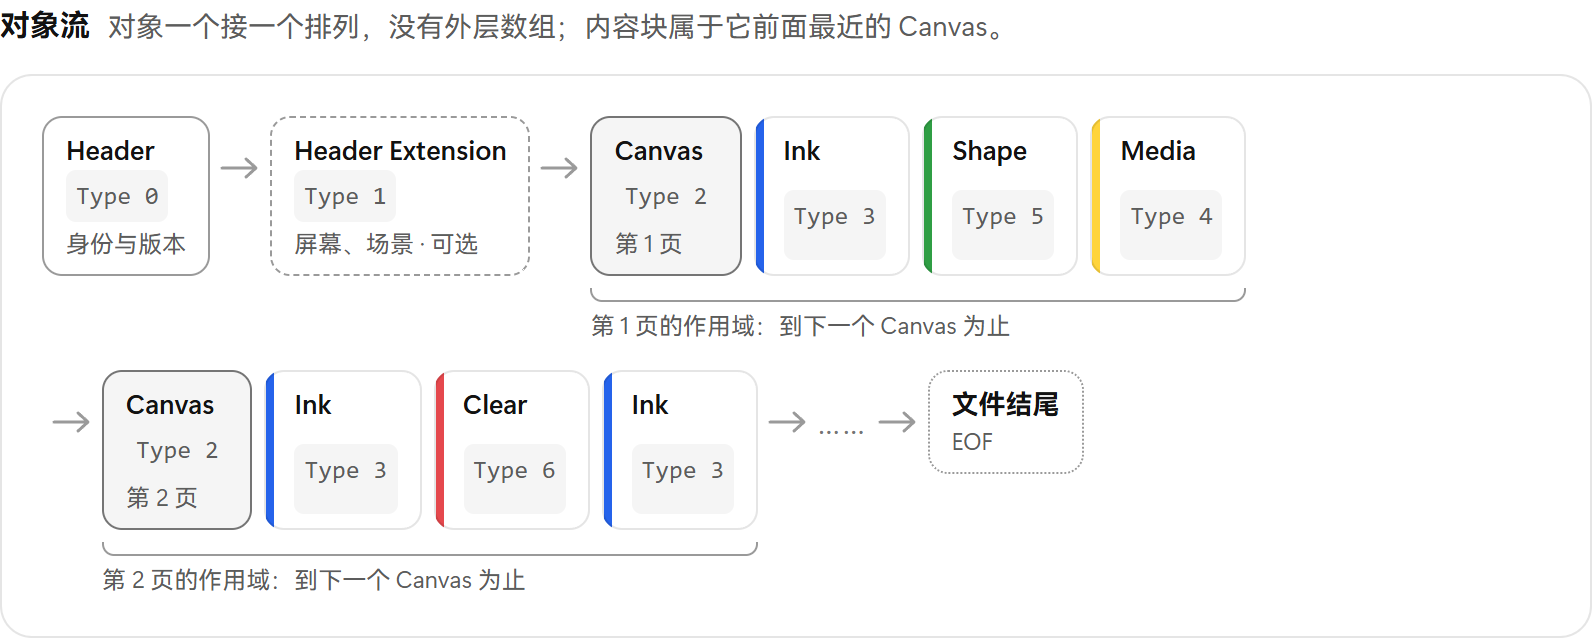 对象流 对象一个接一个排列，没有外层数组；内容块属于它前面最近的 Canvas。
Header
Type 0
身份与版本
Header Extension
Type 1
屏幕、场景 · 可选
Canvas
Type 2
第 1 页
Ink
Type 3
Shape
Type 5
Media
Type 4
第 1 页的作用域：到下一个 Canvas 为止
Canvas
Type 2
第 2 页
Ink
Type 3
Clear
Type 6
Ink
Type 3
……
文件结尾
EOF
第 2 页的作用域：到下一个 Canvas 为止